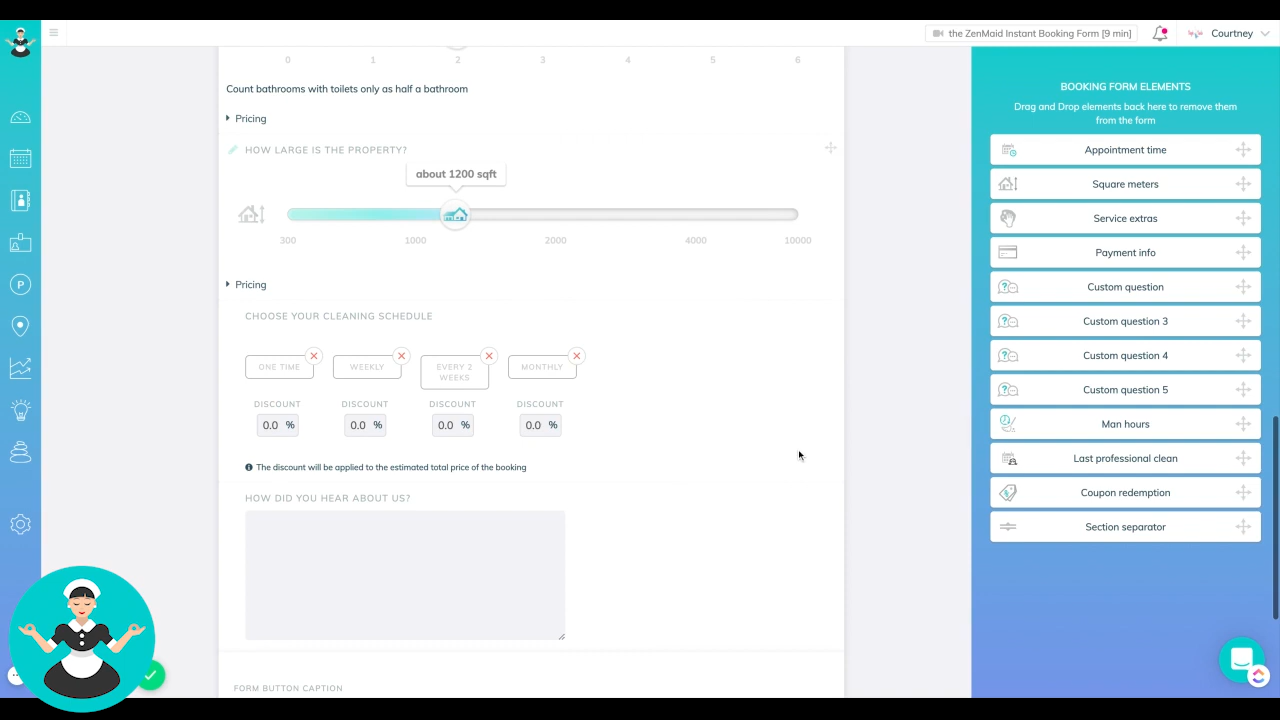 the ZenMaid Instant Booking Form [9 min]
Courtney
0 1 2 3 4 5 6
Count bathrooms with toilets only as half a bathroom
Pricing
HOW LARGE IS THE PROPERTY?
about 1200 sqft
300 1000 2000 4000 10000
Pricing
CHOOSE YOUR CLEANING SCHEDULE
ONE TIME
WEEKLY
EVERY 2
WEEKS
MONTHLY
DISCOUNT DISCOUNT DISCOUNT DISCOUNT
0.0 % 0.0 % 0.0 % 0.0 %
The discount will be applied to the estimated total price of the booking
HOW DID YOU HEAR ABOUT US?
FORM BUTTON CAPTION
BOOKING FORM ELEMENTS
Drag and Drop elements back here to remove them
from the form
Appointment time
Square meters
Service extras
Payment info
Custom question
Custom question 3
Custom question 4
Custom question 5
Man hours
Last professional clean
Coupon redemption
Section separator